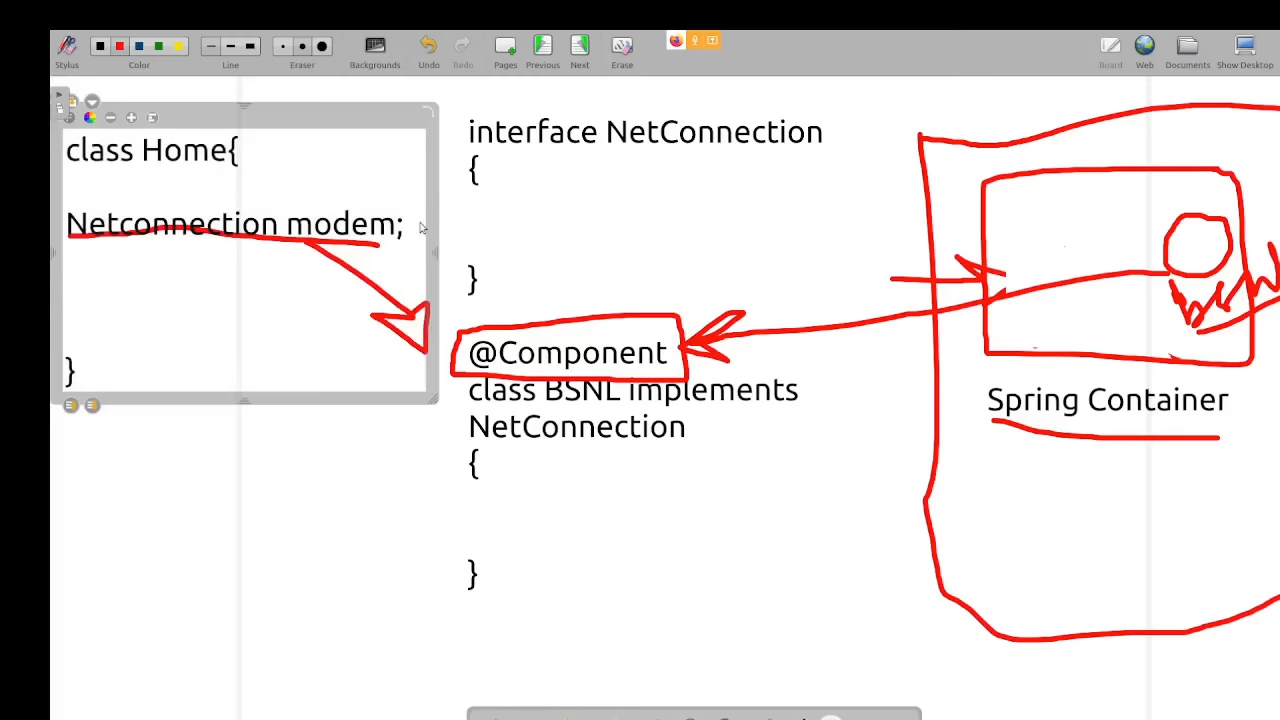 Stylus
Color
Line
Eraser
Backgrounds
Undo
Redo
Pages
Previous
Next
Erase
Board
Web
Documents
Show Desktop
class Home{
Netconnection modem;
}
interface NetConnection
{
}
@Component
class BSNL implements
NetConnection
{
}
Spring Container